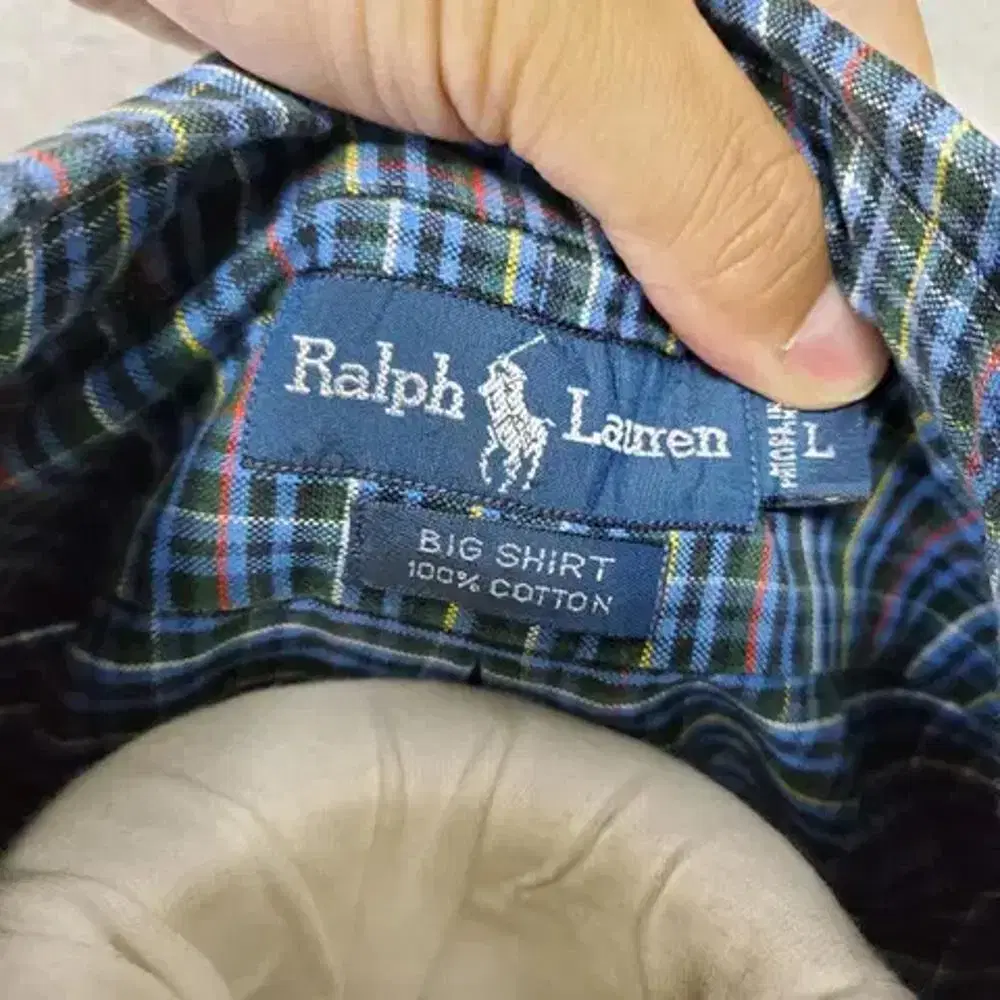 Ralph Lauren
L
BIG SHIRT
100% COTTON